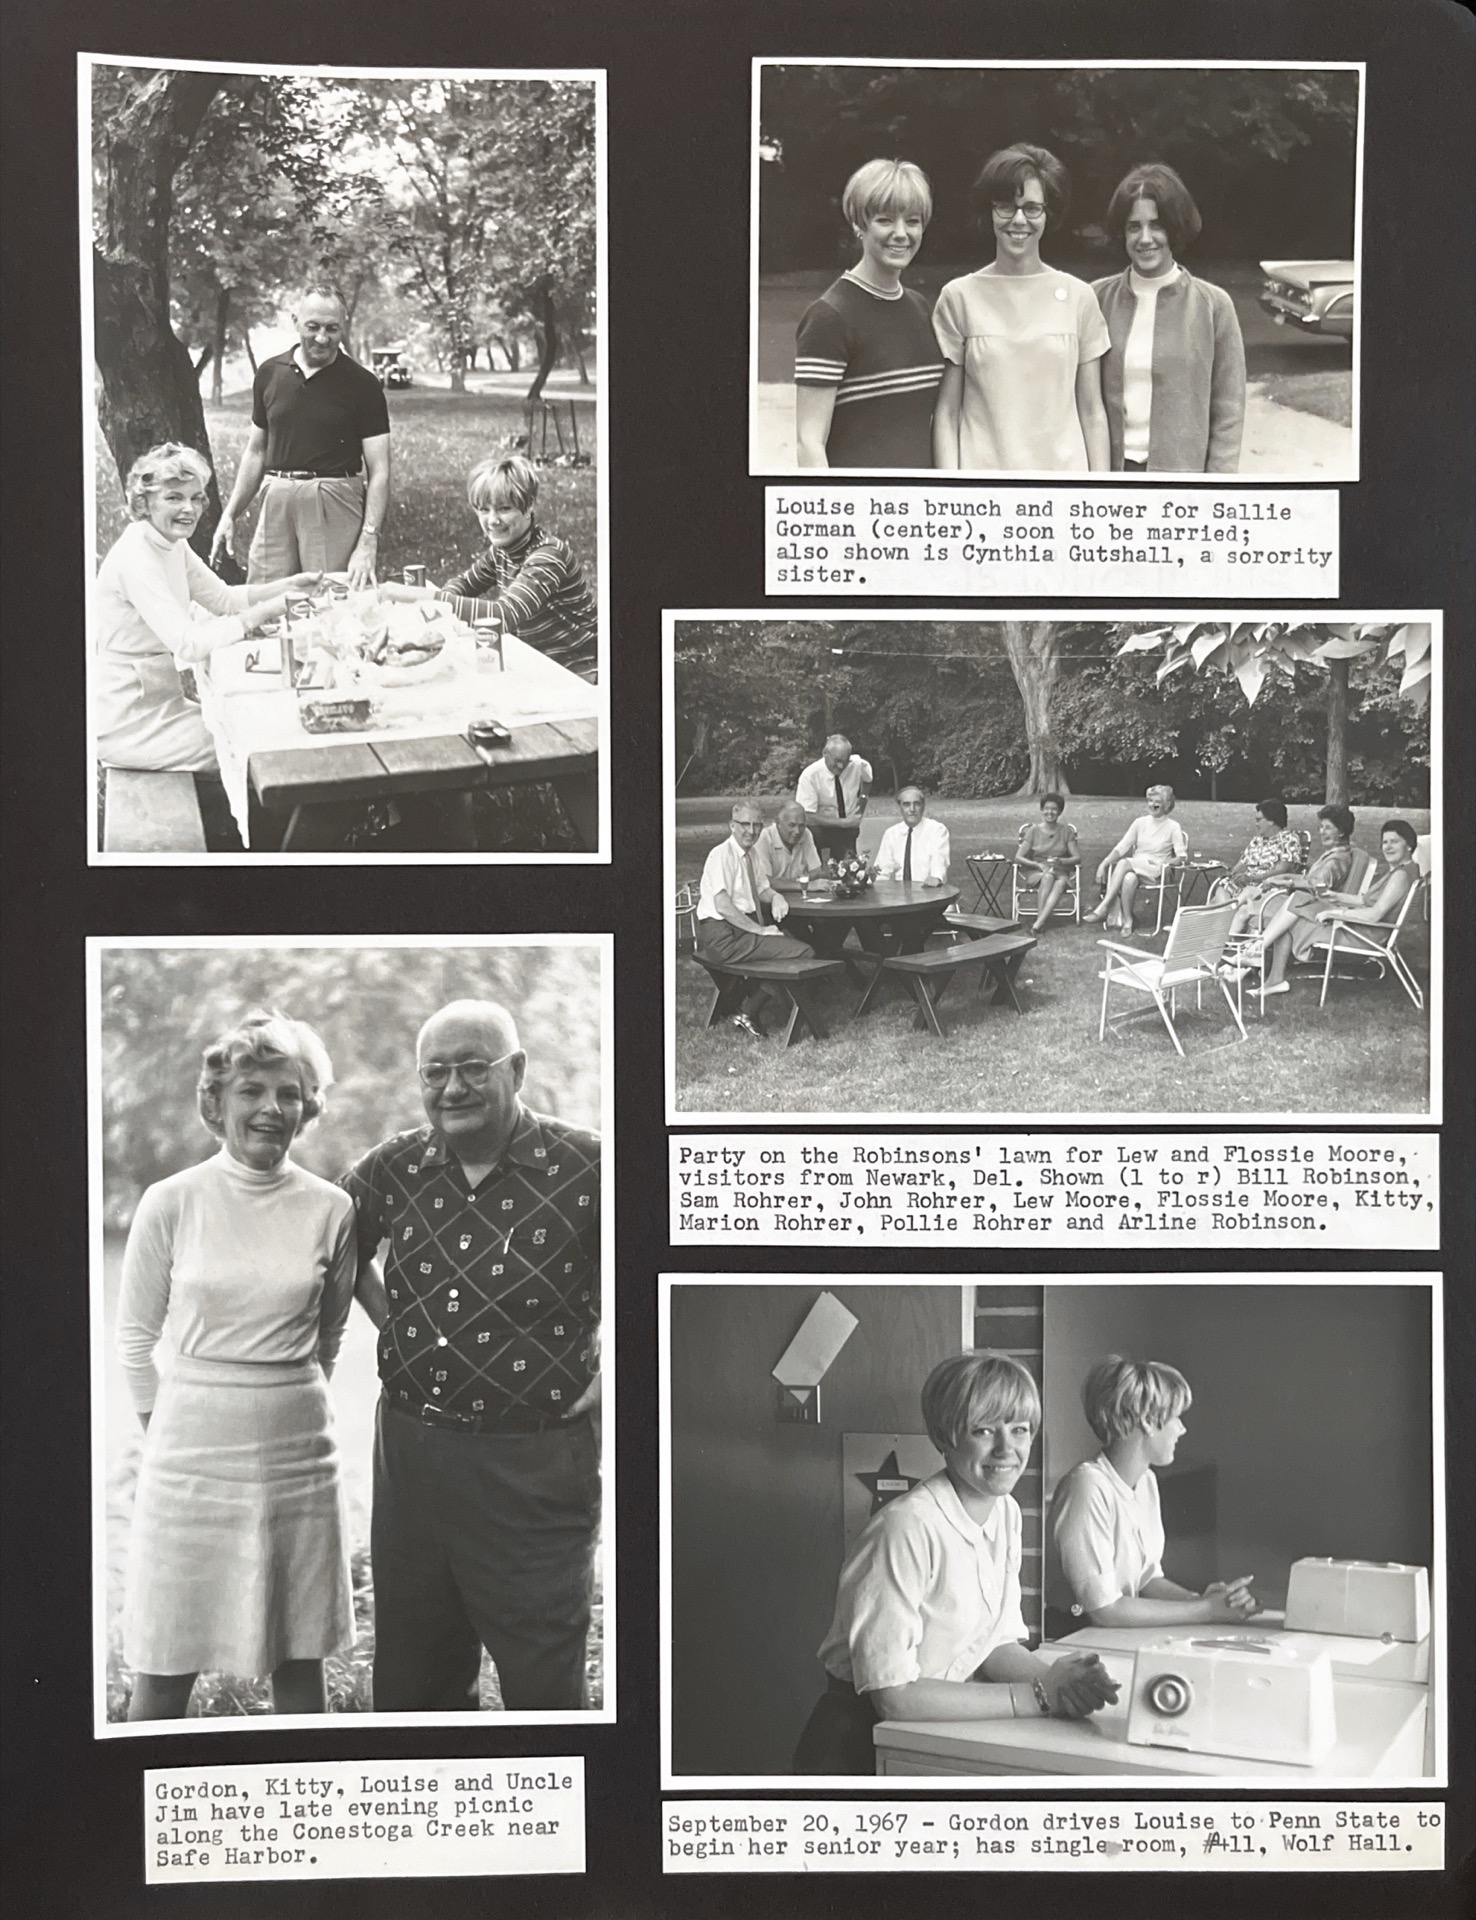 Louise has brunch and shower for Sallie
Gorman (center), soon to be married;
also shown is Cynthia Gutshall, a sorority
sister.
Party on the Robinsons' lawn for Lew and Flossie Moore,
visitors from Newark, Del. Shown (l to r) Bill Robinson,
Sam Rohrer, John Rohrer, Lew Moore, Flossie Moore, Kitty,
Marion Rohrer, Pollie Rohrer and Arline Robinson.
Gordon, Kitty, Louise and Uncle
Jim have late evening picnic
along the Conestoga Creek near
Safe Harbor.
September 20, 1967 - Gordon drives Louise to Penn State to
begin her senior year; has single room, #411, Wolf Hall.